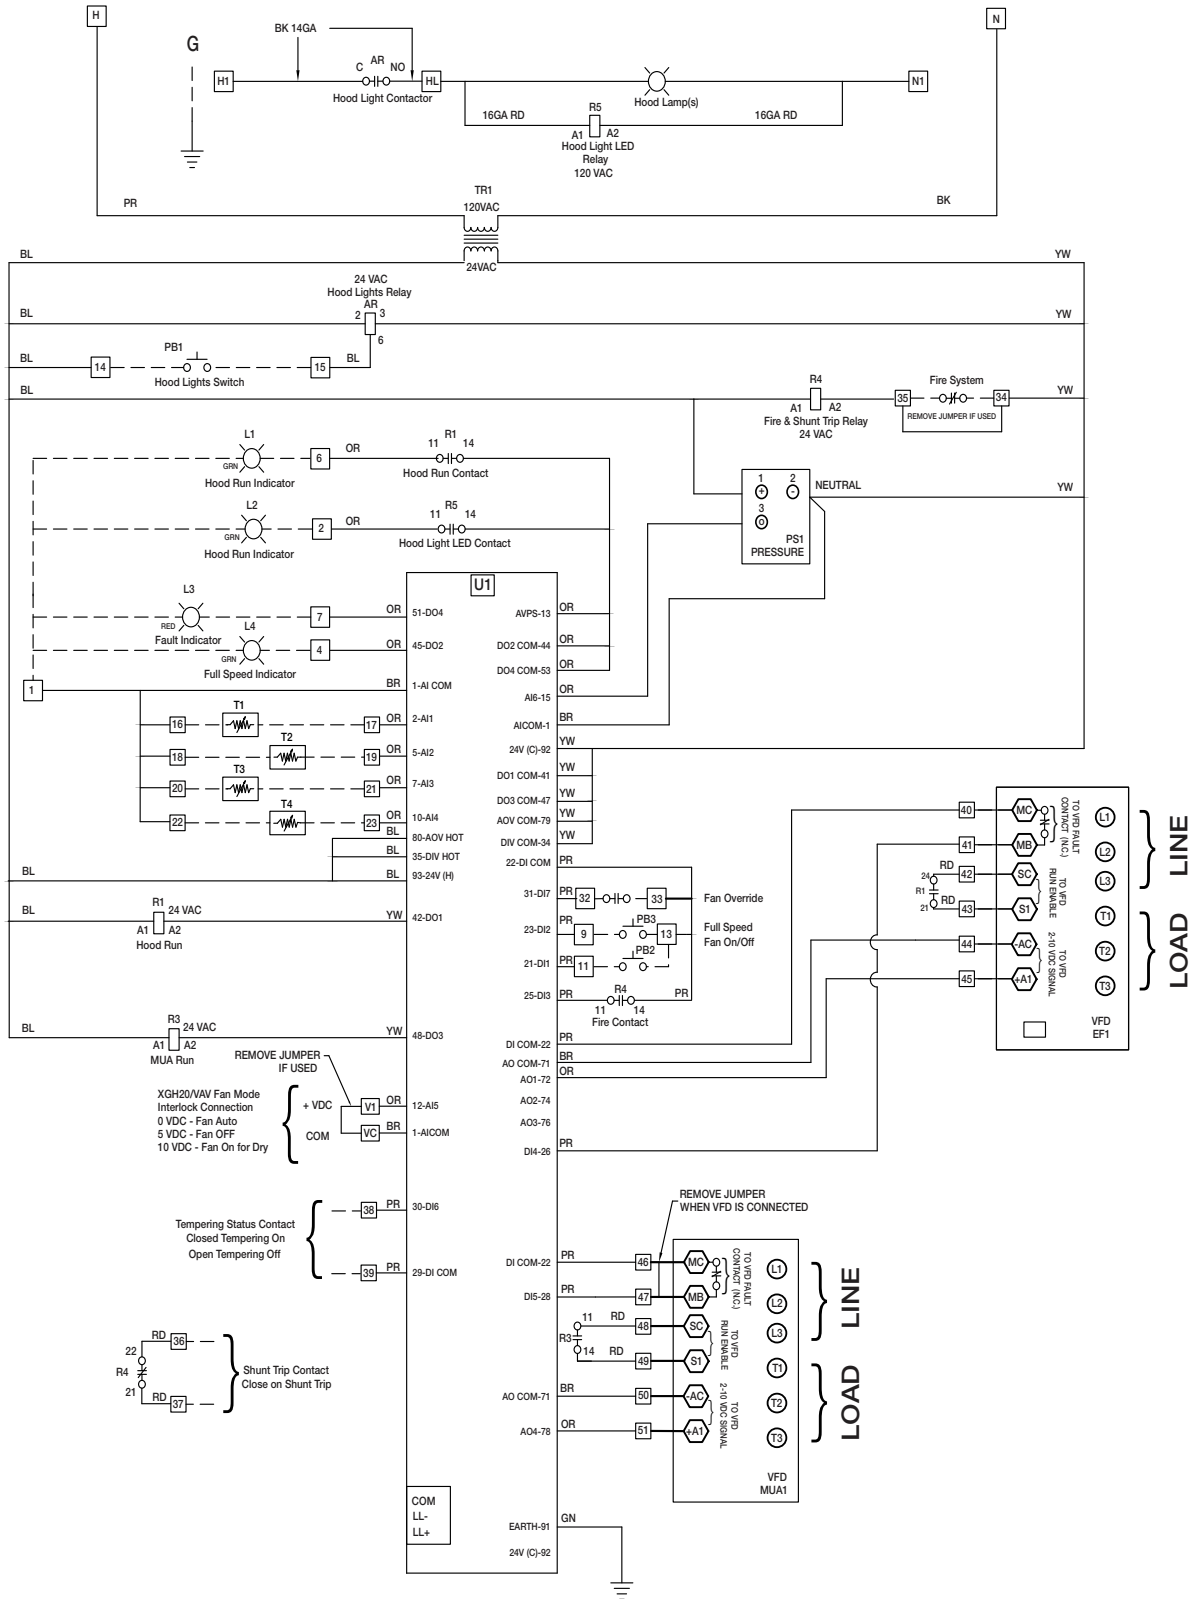 H
N
BK 14GA
G
H1
C
AR
NO
HL
N1
Hood Light Contactor
Hood Lamp(s)
16GA RD
R5
16GA RD
A1
A2
Hood Light LED
Relay
120 VAC
TR1
PR
120VAC
BK
BL
24VAC
YW
24 VAC
Hood Lights Relay
AR
2
3
BL
YW
6
PB1
BL
14
15
BL
Hood Lights Switch
BL
R4
Fire System
YW
35
34
A1
A2
REMOVE JUMPER IF USED
Fire & Shunt Trip Relay
24 VAC
L1
GRN
6
OR
R1
11
14
Hood Run Indicator
Hood Run Contact
1
2
NEUTRAL
YW
+
-
3
O
PS1
PRESSURE
L2
GRN
2
OR
R5
11
14
Hood Run Indicator
Hood Light LED Contact
U1
L3
RED
7
OR
51-DO4
AVPS-13
OR
Fault Indicator
L4
GRN
4
OR
45-DO2
DO2 COM-44
OR
Full Speed Indicator
DO4 COM-53
OR
1
BR
1-AI COM
AI6-15
OR
T1
16
17
OR
2-AI1
AICOM-1
BR
T2
18
19
OR
5-AI2
24V (C)-92
YW
T3
20
21
OR
7-AI3
DO1 COM-41
YW
T4
22
23
OR
10-AI4
DO3 COM-47
YW
BL
80-AOV HOT
AOV COM-79
YW
BL
35-DIV HOT
DIV COM-34
YW
BL
BL
93-24V (H)
22-DI COM
PR
31-DI7
PR
32
33
Fan Override
BL
R1
24 VAC
A1
A2
Hood Run
YW
42-DO1
23-DI2
PR
9
PB3
13
Full Speed
Fan On/Off
21-DI1
PR
11
PB2
25-DI3
PR
R4
PR
11
14
Fire Contact
BL
R3
24 VAC
A1
A2
MUA Run
YW
48-DO3
DI COM-22
PR
AO COM-71
BR
AO1-72
OR
AO2-74
AO3-76
DI4-26
PR
40
MC
TO VFD FAULT
CONTACT (N.C.)
L1
41
MB
L2
LINE
RD
42
SC
TO VFD
RUN ENABLE
L3
24
R1
21
RD
43
S1
T1
44
-AC
TO VFD
2-10 VDC SIGNAL
T2
LOAD
45
+A1
T3
VFD
EF1
REMOVE JUMPER
IF USED
XGH20/VAV Fan Mode
Interlock Connection
0 VDC - Fan Auto
5 VDC - Fan OFF
10 VDC - Fan On for Dry
+ VDC
V1
OR
12-AI5
COM
VC
BR
1-AICOM
38
PR
30-DI6
Tempering Status Contact
Closed Tempering On
Open Tempering Off
39
PR
29-DI COM
REMOVE JUMPER
WHEN VFD IS CONNECTED
DI COM-22
PR
46
MC
TO VFD FAULT
CONTACT (N.C.)
L1
DI5-28
PR
47
MB
L2
LINE
11
RD
48
SC
TO VFD
RUN ENABLE
L3
R3
14
RD
49
S1
T1
AO COM-71
BR
50
-AC
TO VFD
2-10 VDC SIGNAL
T2
LOAD
AO4-78
OR
51
+A1
T3
VFD
MUA1
RD
36
22
R4
21
RD
37
Shunt Trip Contact
Close on Shunt Trip
COM
LL-
LL+
EARTH-91
GN
24V (C)-92